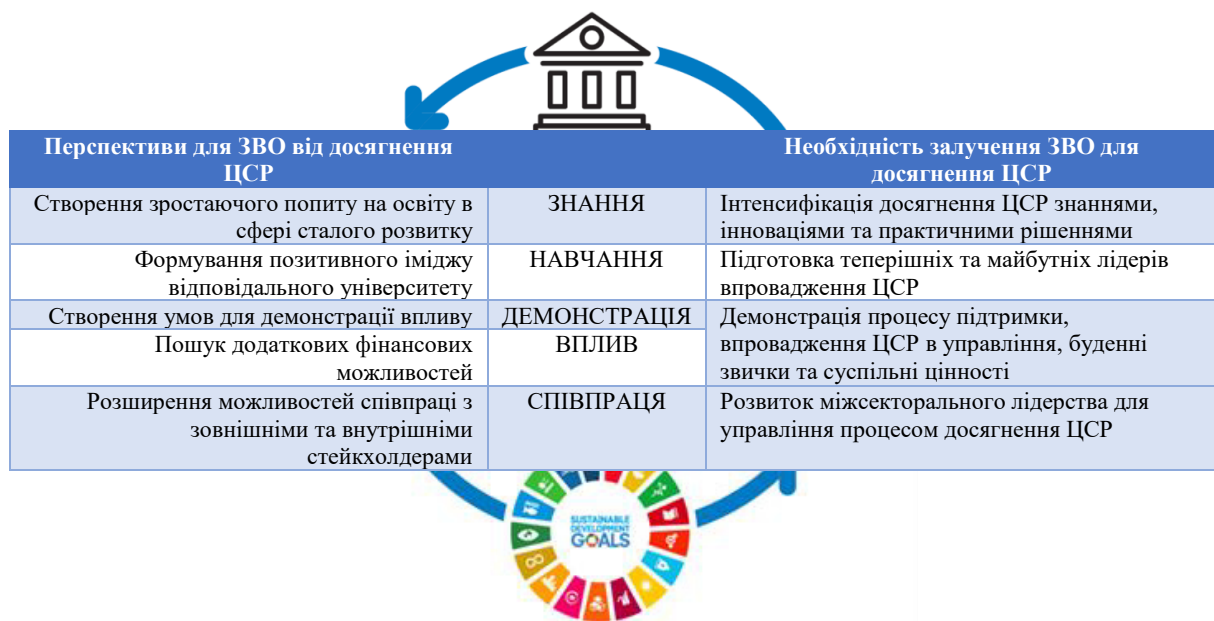 Перспективи для ЗВО від досягнення
ЦСР
Необхідність залучення ЗВО для
досягнення ЦСР
Створення зростаючого попиту на освіту в
сфері сталого розвитку
ЗНАННЯ
Інтенсифікація досягнення ЦСР знаннями,
інноваціями та практичними рішеннями
Формування позитивного іміджу
відповідального університету
НАВЧАННЯ
Підготовка теперішніх та майбутніх лідерів
впровадження ЦСР
Створення умов для демонстрації впливу
ДЕМОНСТРАЦІЯ
Демонстрація процесу підтримки,
впровадження ЦСР в управління, буденні
звички та суспільні цінності
Пошук додаткових фінансових
можливостей
ВПЛИВ
Розширення можливостей співпраці з
зовнішніми та внутрішніми
стейкхолдерами
СПІВПРАЦЯ
Розвиток міжсекторального лідерства для
управління процесом досягнення ЦСР
SUSTAINABLE
DEVELOPMENT
GOALS